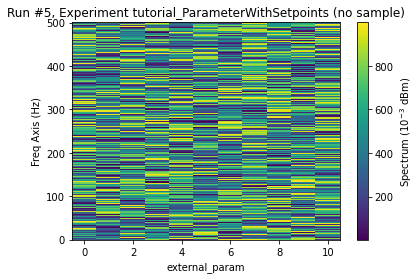 Run #5, Experiment tutorial_ParameterWithSetpoints (no sample)
500
400
300
200
100
0
Freq Axis (Hz)
0 2 4 6 8 10
external_param
800
600
400
200
Spectrum (10⁻³ dBm)